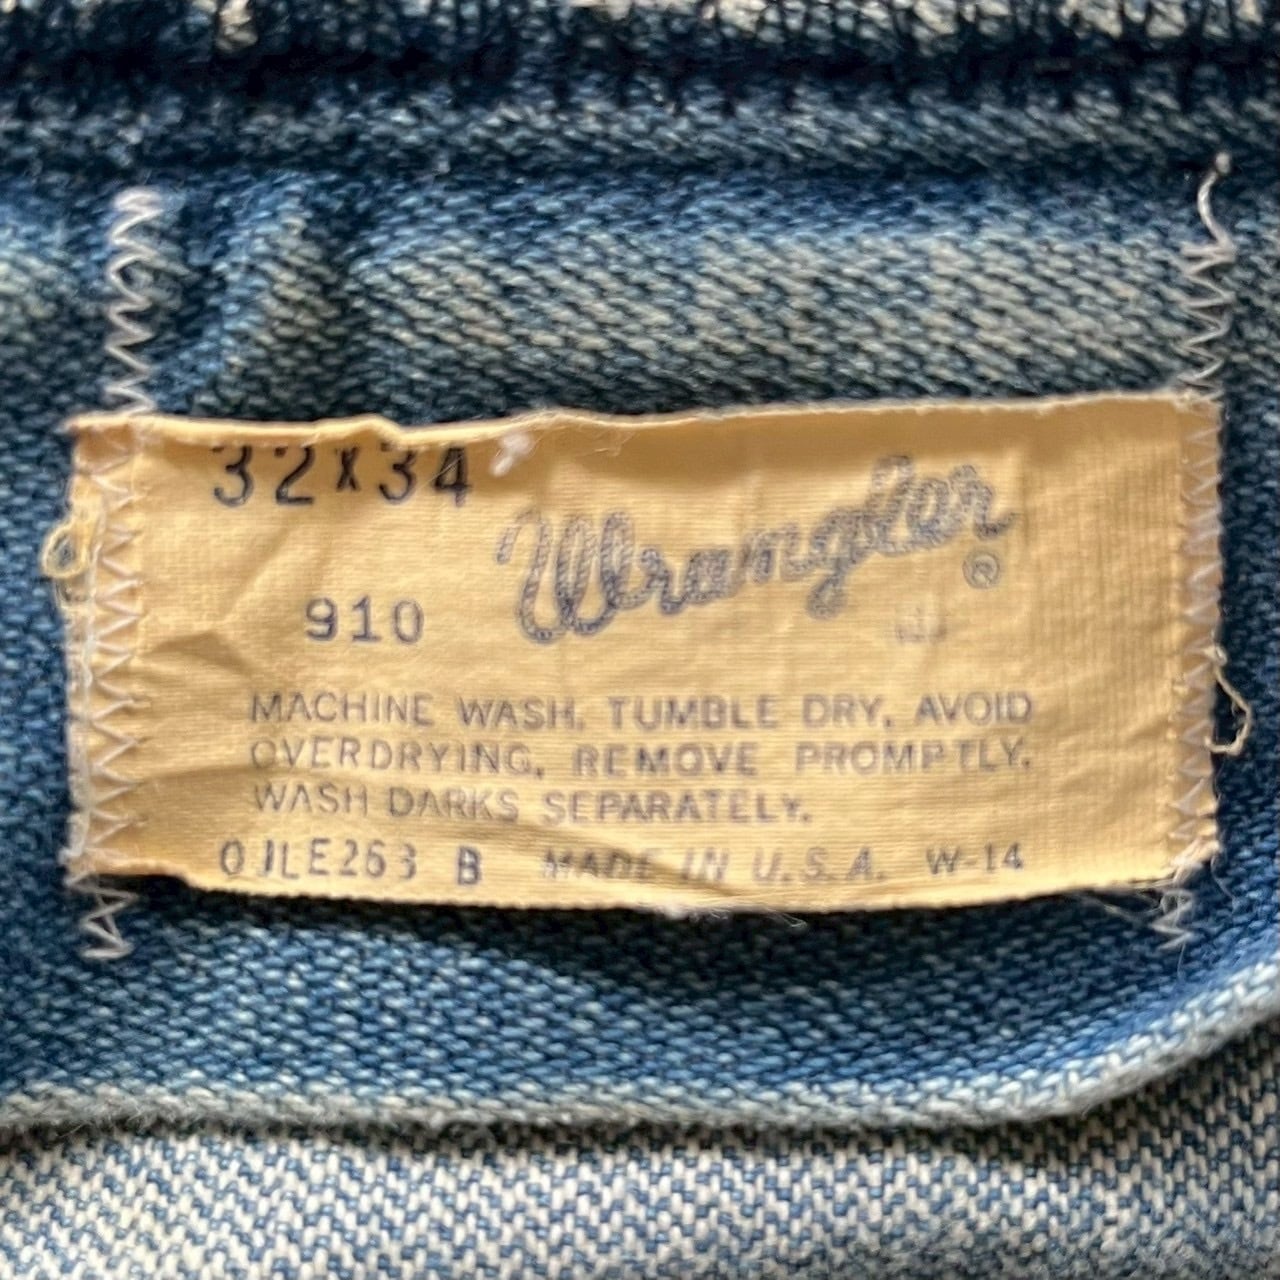 32X34
Wrangler®
910
MACHINE WASH. TUMBLE DRY. AVOID
OVERDRYING. REMOVE PROMPTLY.
WASH DARKS SEPARATELY.
0JLE263 B MADE IN U.S.A. W-14